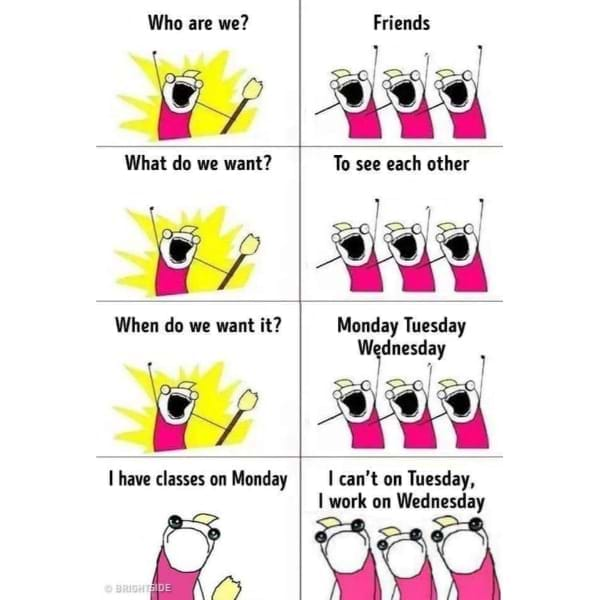 Who are we?
Friends
What do we want?
To see each other
When do we want it?
Monday Tuesday
Wednesday
I have classes on Monday
I can't on Tuesday,
I work on Wednesday
© BRIGHTSIDE